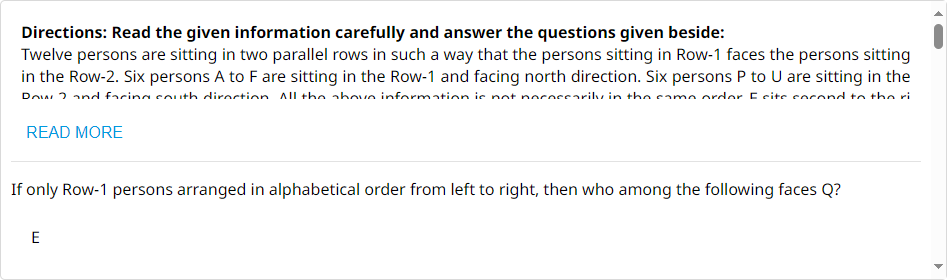 Directions: Read the given information carefully and answer the questions given beside:
Twelve persons are sitting in two parallel rows in such a way that the persons sitting in Row-1 faces the persons sitting
in the Row-2. Six persons A to F are sitting in the Row-1 and facing north direction. Six persons P to U are sitting in the
Row-2 and facing south direction. All the above information is not necessarily in the same order.
READ MORE
If only Row-1 persons arranged in alphabetical order from left to right, then who among the following faces Q?
E